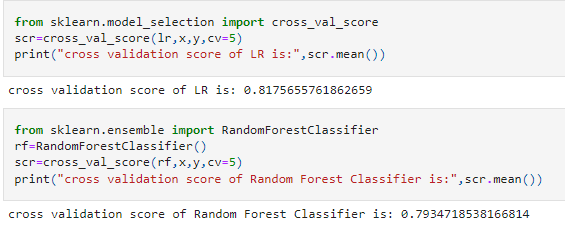 from sklearn.model_selection import cross_val_score
scr=cross_val_score(lr,x,y,cv=5)
print("cross validation score of LR is:",scr.mean())
cross validation score of LR is: 0.8175655761862659
from sklearn.ensemble import RandomForestClassifier
rf=RandomForestClassifier()
scr=cross_val_score(rf,x,y,cv=5)
print("cross validation score of Random Forest Classifier is:",scr.mean())
cross validation score of Random Forest Classifier is: 0.7934718538166814